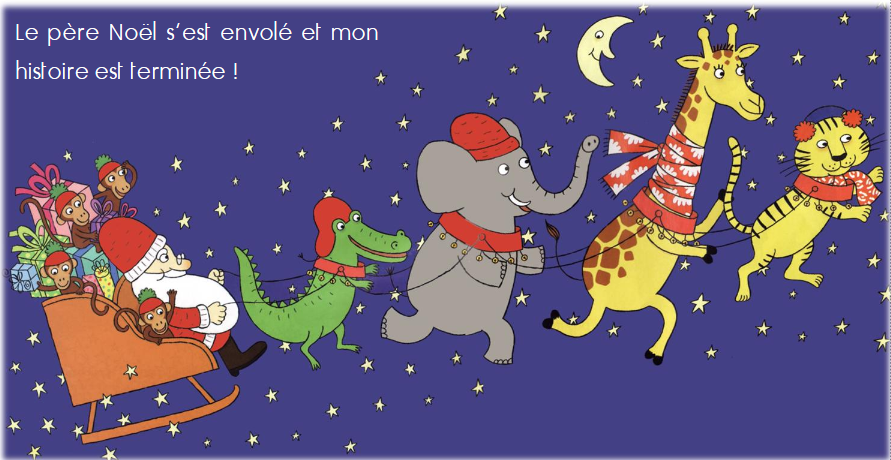 Le père Noël s'est envolé et mon
histoire est terminée !